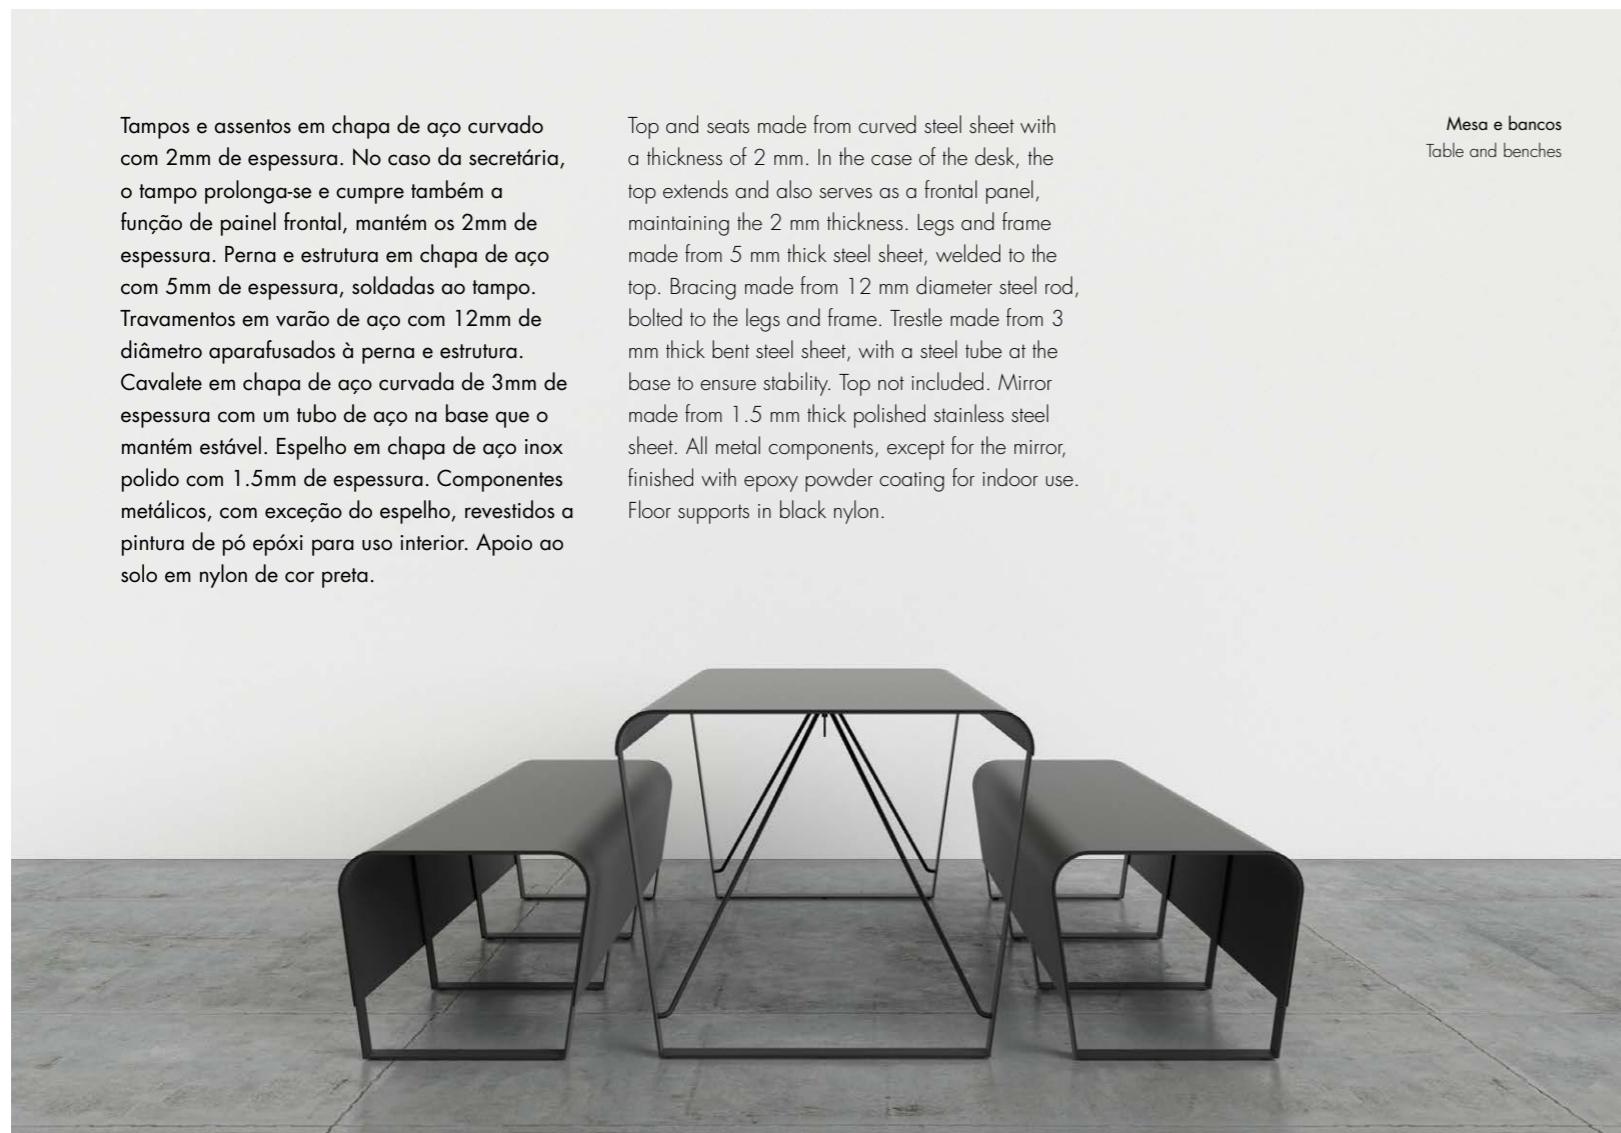 Tampos e assentos em chapa de aço curvado
com 2mm de espessura. No caso da secretária,
o tampo prolonga-se e cumpre também a
função de painel frontal, mantém os 2mm de
espessura. Perna e estrutura em chapa de aço
com 5mm de espessura, soldadas ao tampo.
Travamentos em varão de aço com 12mm de
diâmetro aparafusados à perna e estrutura.
Cavalete em chapa de aço curvada de 3mm de
espessura com um tubo de aço na base que o
mantém estável. Espelho em chapa de aço inox
polido com 1.5mm de espessura. Componentes
metálicos, com exceção do espelho, revestidos a
pintura de pó epóxi para uso interior. Apoio ao
solo em nylon de cor preta.
Top and seats made from curved steel sheet with
a thickness of 2 mm. In the case of the desk, the
top extends and also serves as a frontal panel,
maintaining the 2 mm thickness. Legs and frame
made from 5 mm thick steel sheet, welded to the
top. Bracing made from 12 mm diameter steel rod,
bolted to the legs and frame. Trestle made from 3
mm thick bent steel sheet, with a steel tube at the
base to ensure stability. Top not included. Mirror
made from 1.5 mm thick polished stainless steel
sheet. All metal components, except for the mirror,
finished with epoxy powder coating for indoor use.
Floor supports in black nylon.
Mesa e bancos
Table and benches